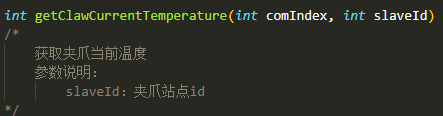 int getClawCurrentTemperature(int comIndex, int slaveId)
/*
获取夹爪当前温度
参数说明：
slaveId：夹爪站点id
*/